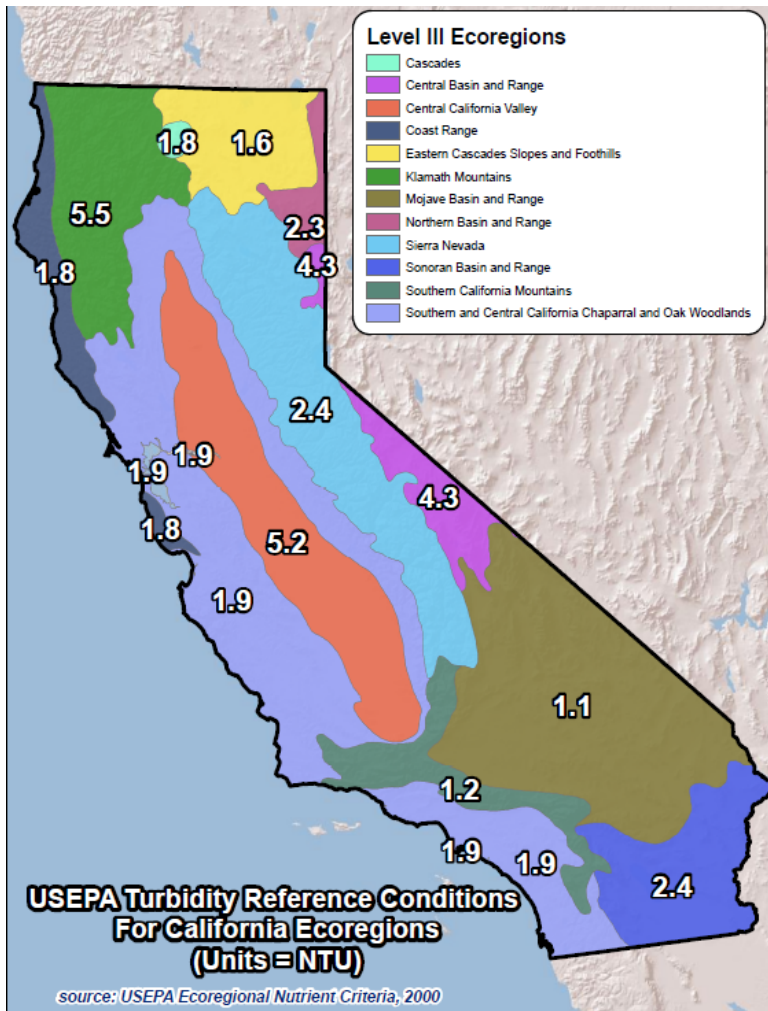 Level III Ecoregions
Cascades
Central Basin and Range
Central California Valley
Coast Range
Eastern Cascades Slopes and Foothills
Klamath Mountains
Mojave Basin and Range
Northern Basin and Range
Sierra Nevada
Sonoran Basin and Range
Southern California Mountains
Southern and Central California Chaparral and Oak Woodlands
1.8
1.6
5.5
2.3
1.8
4.3
2.4
1.9
1.9
4.3
1.8
5.2
1.9
1.1
1.2
1.9
1.9
2.4
USEPA Turbidity Reference Conditions
For California Ecoregions
(Units = NTU)
source: USEPA Ecoregional Nutrient Criteria, 2000